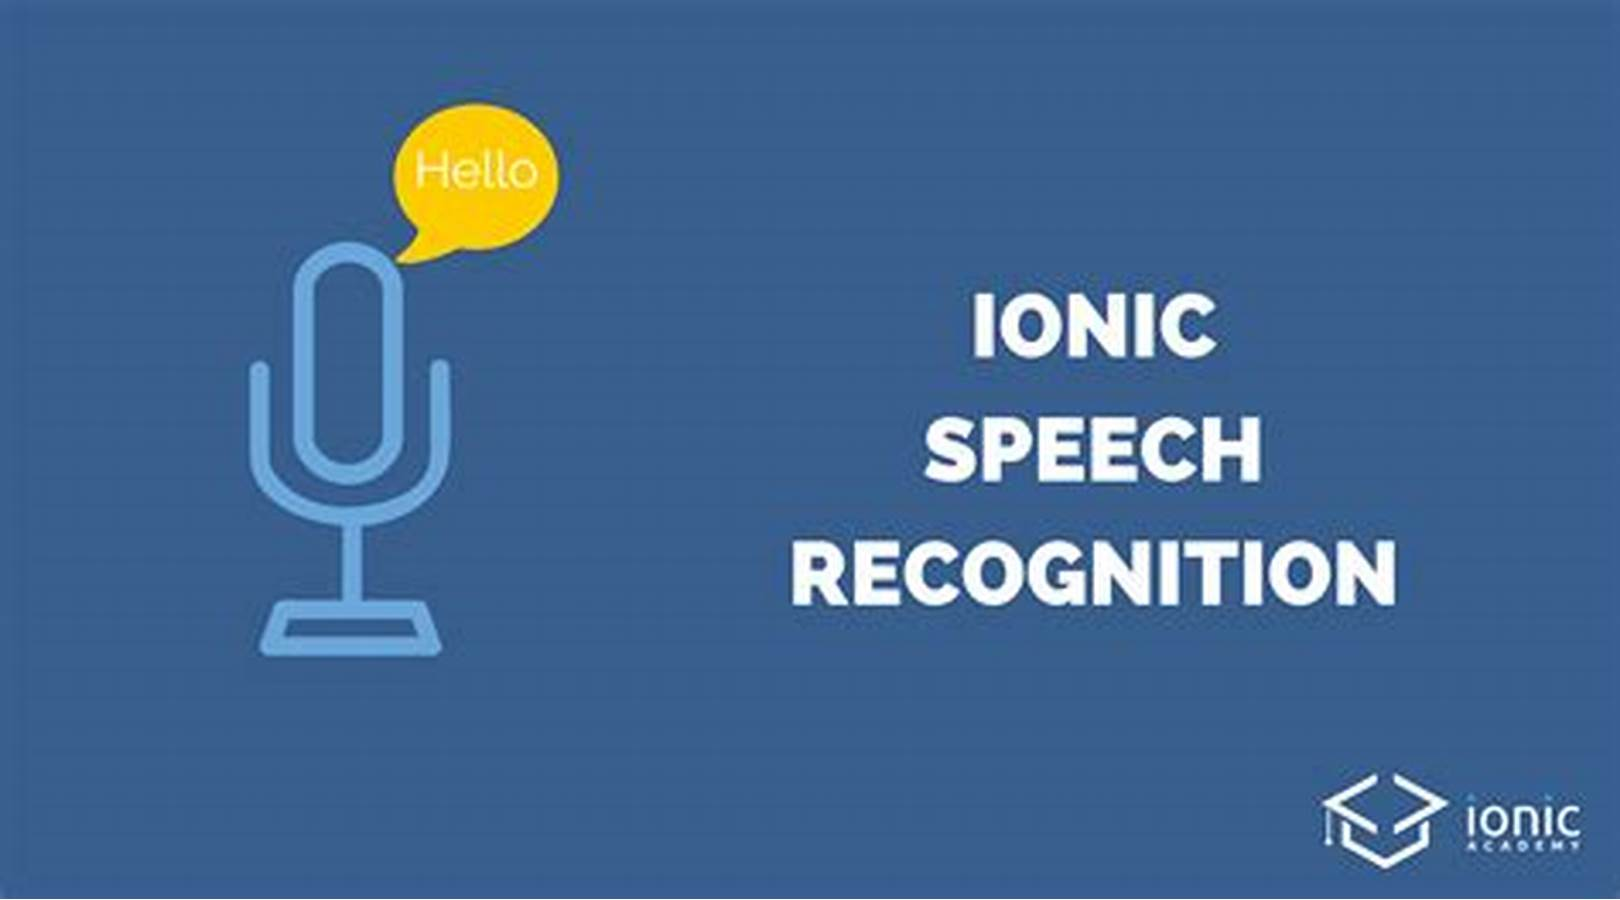 Hello
IONIC
SPEECH
RECOGNITION
ionic
ACADEMY